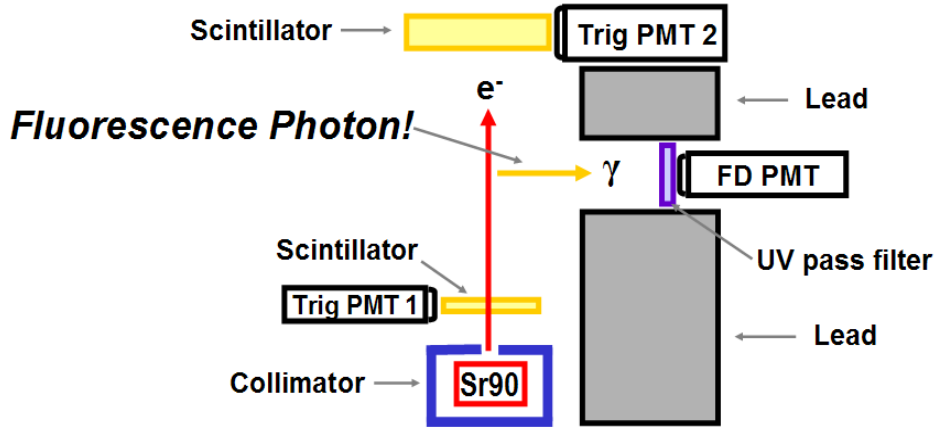 Scintillator
Trig PMT 2
e-
Lead
Fluorescence Photon!
γ
FD PMT
Scintillator
UV pass filter
Trig PMT 1
Lead
Collimator
Sr90